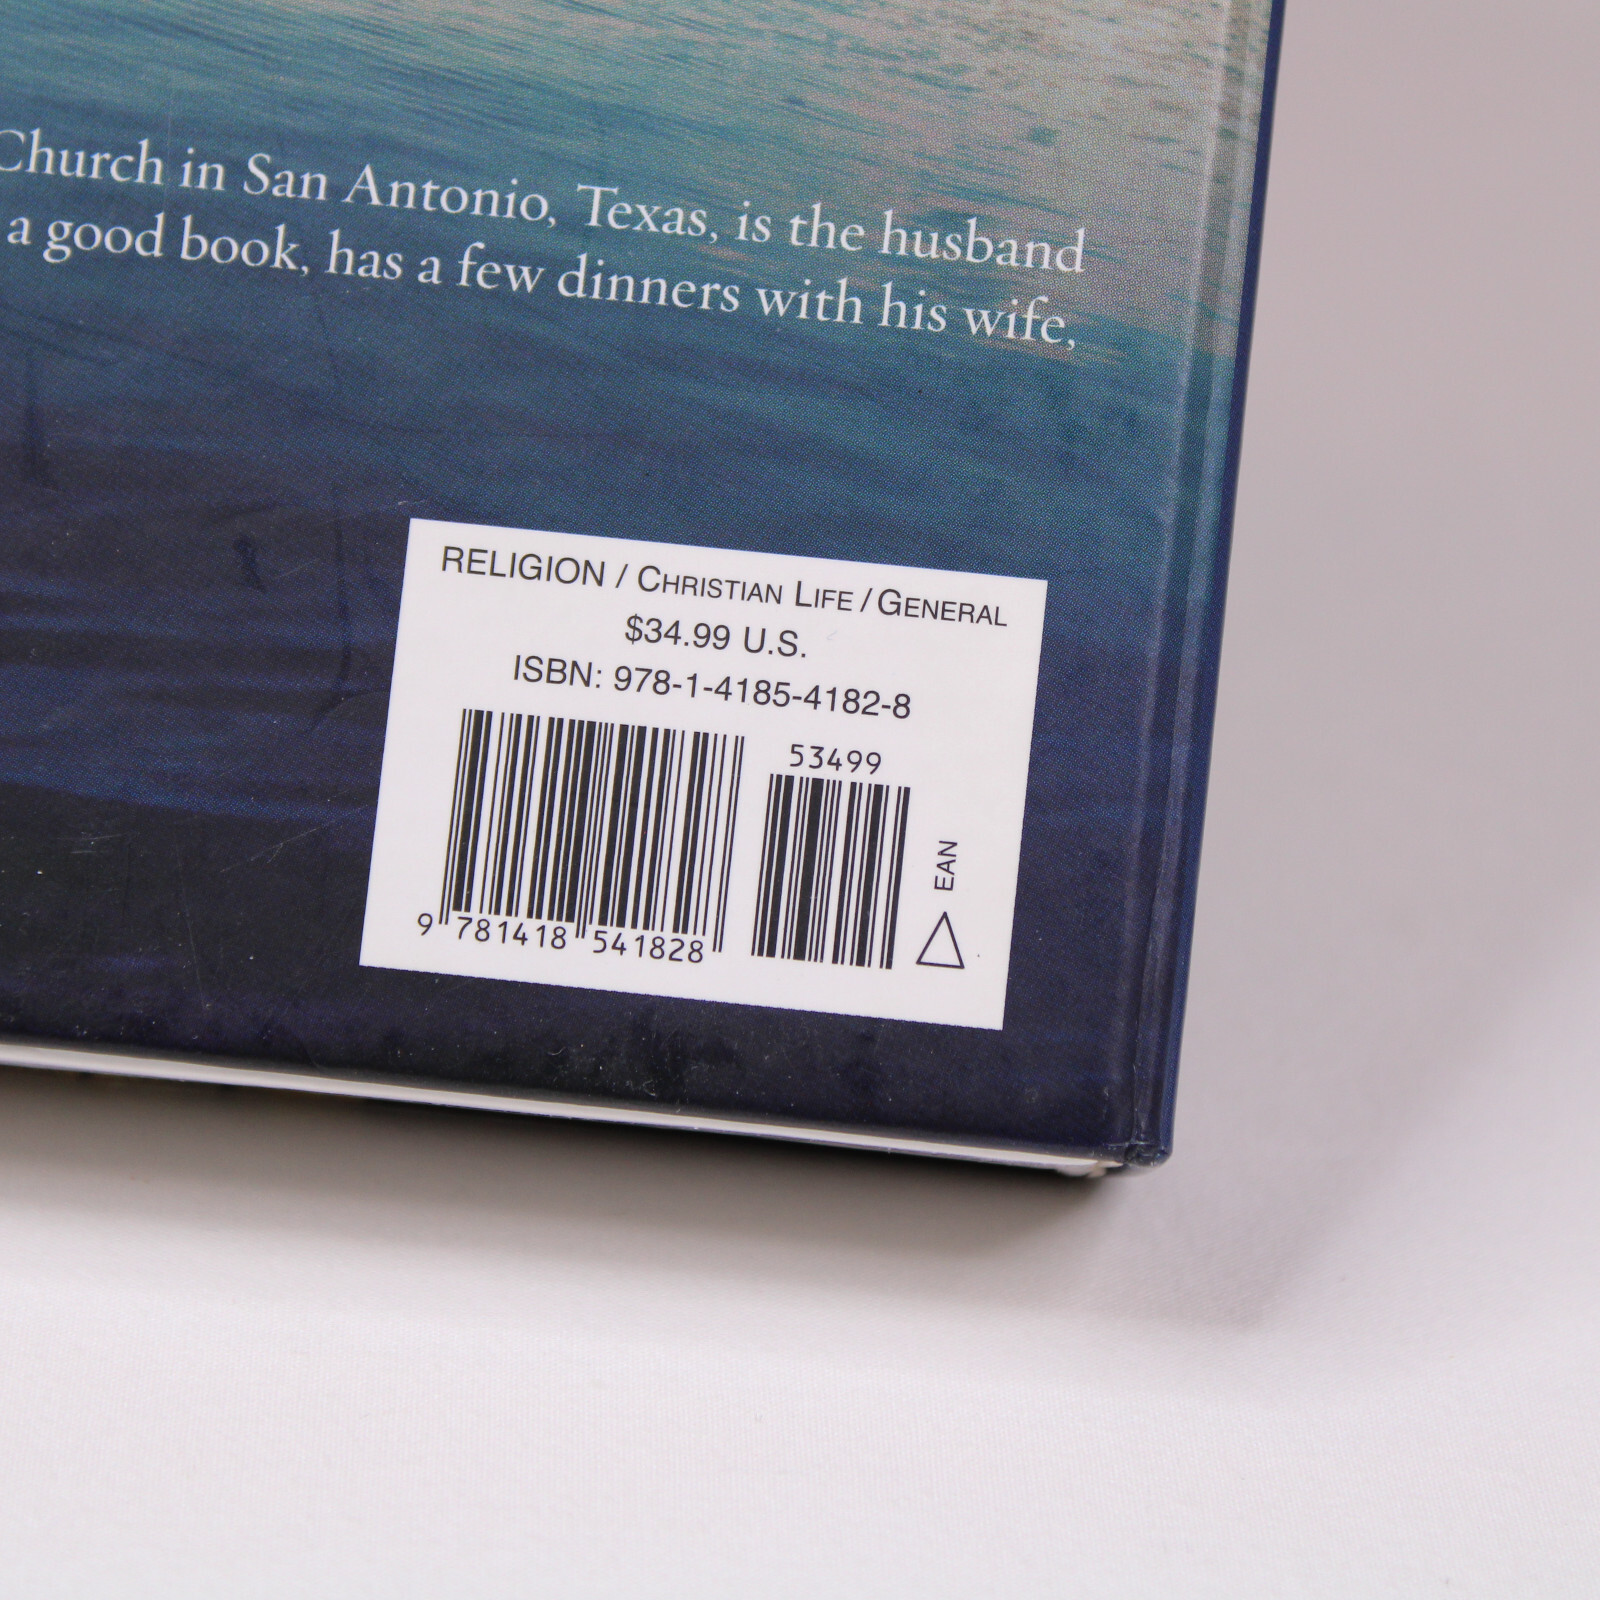 Church in San Antonio, Texas, is the husband
a good book, has a few dinners with his wife,
RELIGION / CHRISTIAN LIFE / GENERAL
$34.99 U.S.
ISBN: 978-1-4185-4182-8
53499
EAN
9 781418 541828